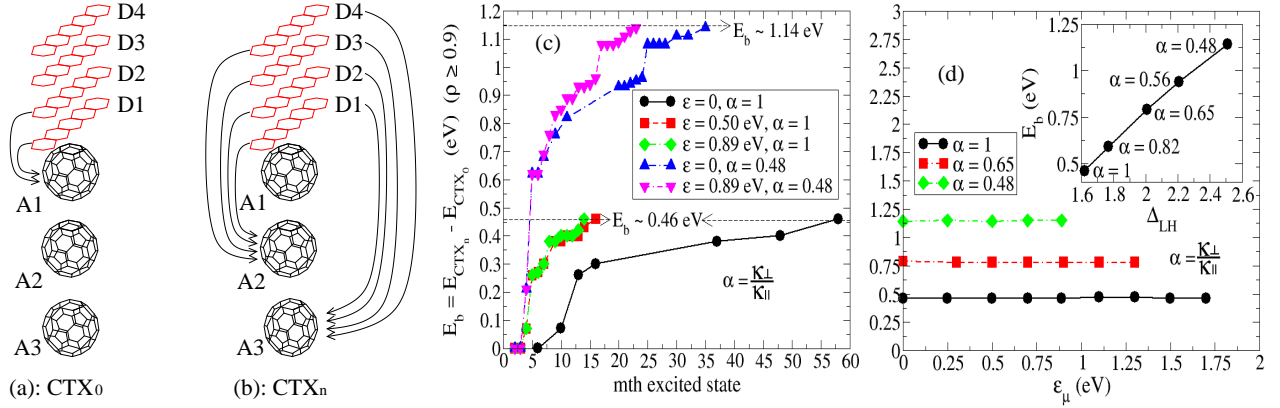 D4
D3
D2
D1
A1
A2
A3
(a): CTX0
D4
D3
D2
D1
A1
A2
A3
(b): CTXn
E_b = E_CTX_n - E_CTX_0 (eV) (ρ ≥ 0.9)
1.2
1.1
1
0.9
0.8
0.7
0.6
0.5
0.4
0.3
0.2
0.1
0
(c)
E_b ~ 1.14 eV
ε = 0, α = 1
ε = 0.50 eV, α = 1
ε = 0.89 eV, α = 1
ε = 0, α = 0.48
ε = 0.89 eV, α = 0.48
E_b ~ 0.46 eV
α = κ⊥/κ∥
0 5 10 15 20 25 30 35 40 45 50 55 60
mth excited state
3
2.75
2.5
2.25
2
1.75
1.5
1.25
1
0.75
0.5
0.25
0
(d)
α = 1
α = 0.65
α = 0.48
E_b (eV)
1.25
1
0.75
0.5
α = 0.48
α = 0.56
α = 0.65
α = 0.82
α = 1
1.6 1.8 2 2.2 2.4 2.6
Δ_LH
α = κ⊥/κ∥
0 0.25 0.5 0.75 1 1.25 1.5 1.75 2
ε_μ (eV)